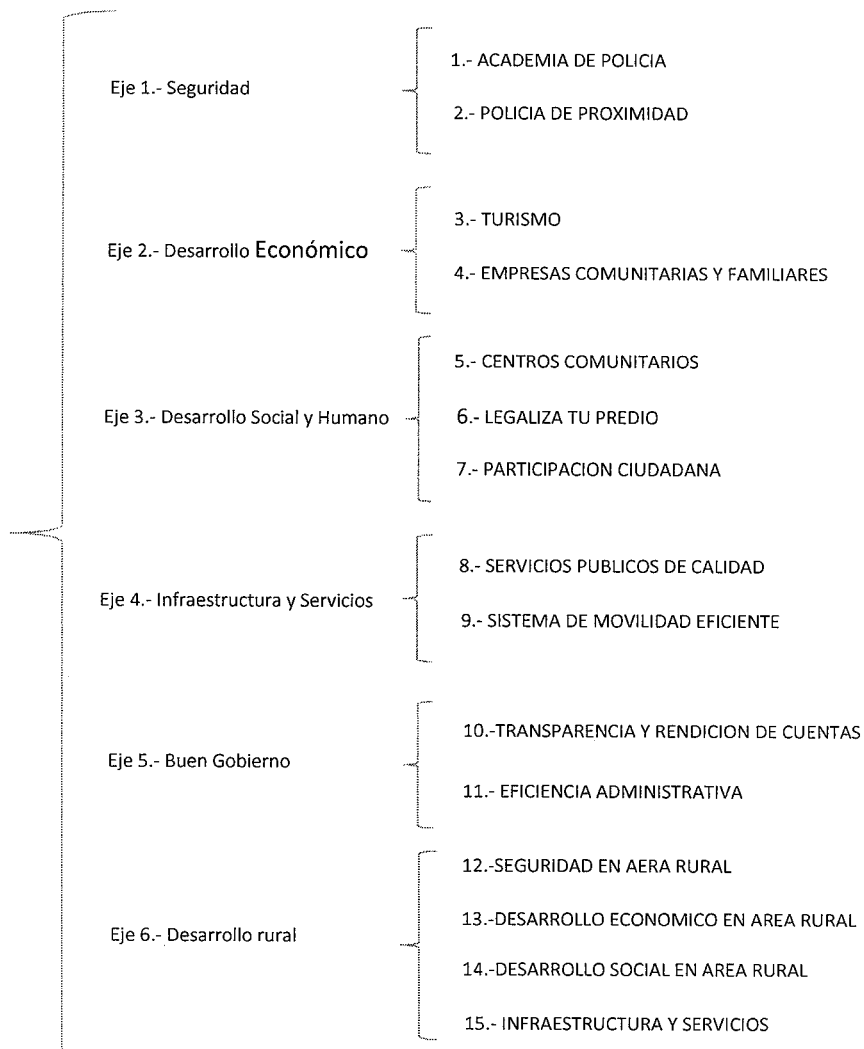 Eje 1.- Seguridad
1.- ACADEMIA DE POLICIA
2.- POLICIA DE PROXIMIDAD
Eje 2.- Desarrollo Económico
3.- TURISMO
4.- EMPRESAS COMUNITARIAS Y FAMILIARES
Eje 3.- Desarrollo Social y Humano
5.- CENTROS COMUNITARIOS
6.- LEGALIZA TU PREDIO
7.- PARTICIPACION CIUDADANA
Eje 4.- Infraestructura y Servicios
8.- SERVICIOS PUBLICOS DE CALIDAD
9.- SISTEMA DE MOVILIDAD EFICIENTE
Eje 5.- Buen Gobierno
10.-TRANSPARENCIA Y RENDICION DE CUENTAS
11.- EFICIENCIA ADMINISTRATIVA
Eje 6.- Desarrollo rural
12.-SEGURIDAD EN AERA RURAL
13.-DESARROLLO ECONOMICO EN AREA RURAL
14.-DESARROLLO SOCIAL EN AREA RURAL
15.- INFRAESTRUCTURA Y SERVICIOS